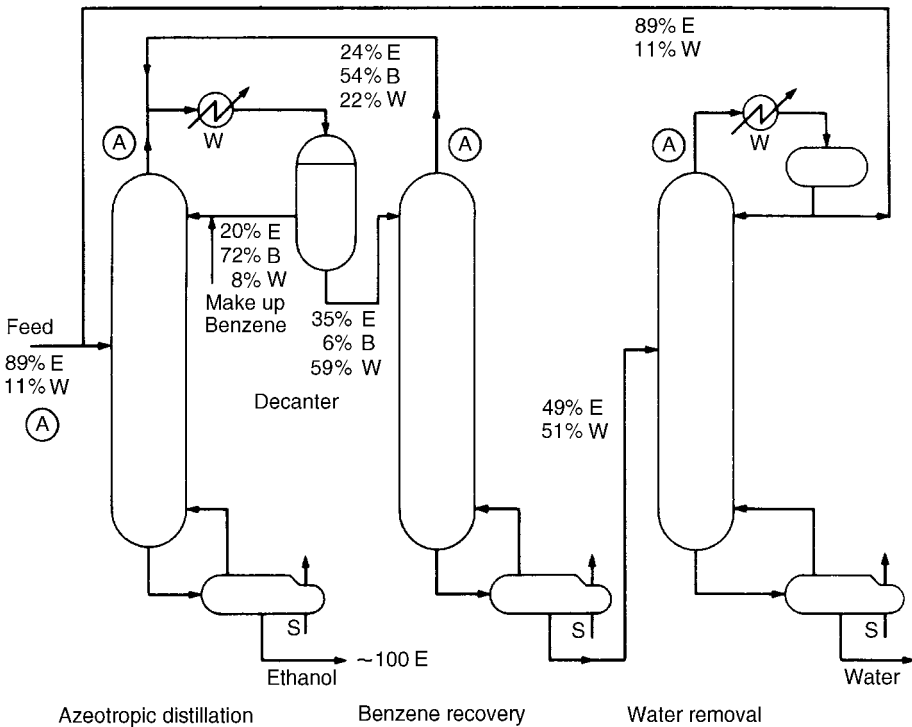 89% E
11% W
24% E
54% B
22% W
A
W
A
A
W
20% E
72% B
8% W
Make up
Benzene
35% E
6% B
59% W
Feed
89% E
11% W
A
Decanter
49% E
51% W
S
S
S
~100 E
Ethanol
Water
Azeotropic distillation
Benzene recovery
Water removal